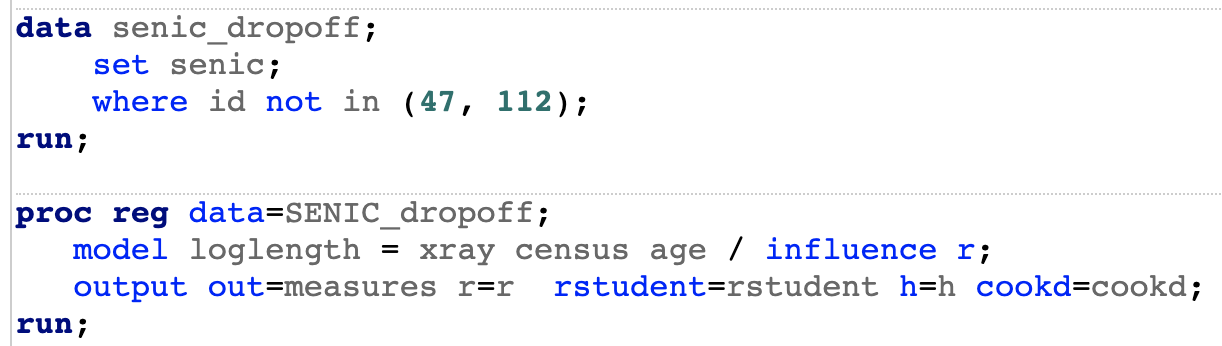 data senic_dropoff;
    set senic;
    where id not in (47, 112);
run;

proc reg data=SENIC_dropoff;
   model loglength = xray census age / influence r;
   output out=measures r=r  rstudent=rstudent h=h cookd=cookd;
run;